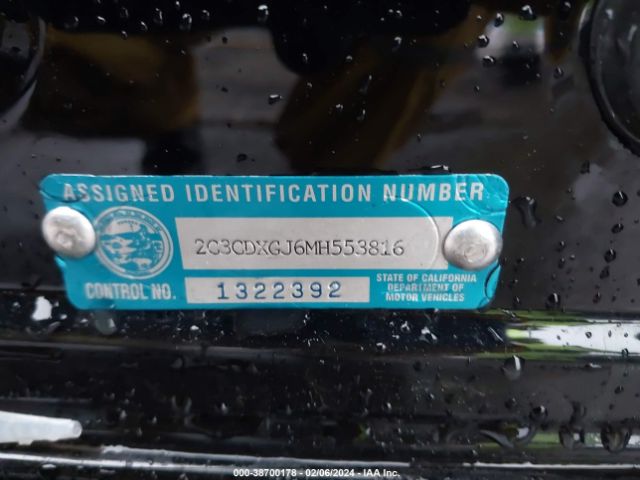 ASSIGNED IDENTIFICATION NUMBER
2C3CDXGJ6MH553816
CONTROL NO. 1322392
STATE OF CALIFORNIA
DEPARTMENT OF
MOTOR VEHICLES
000-38700178 - 02/06/2024 - IAA Inc.